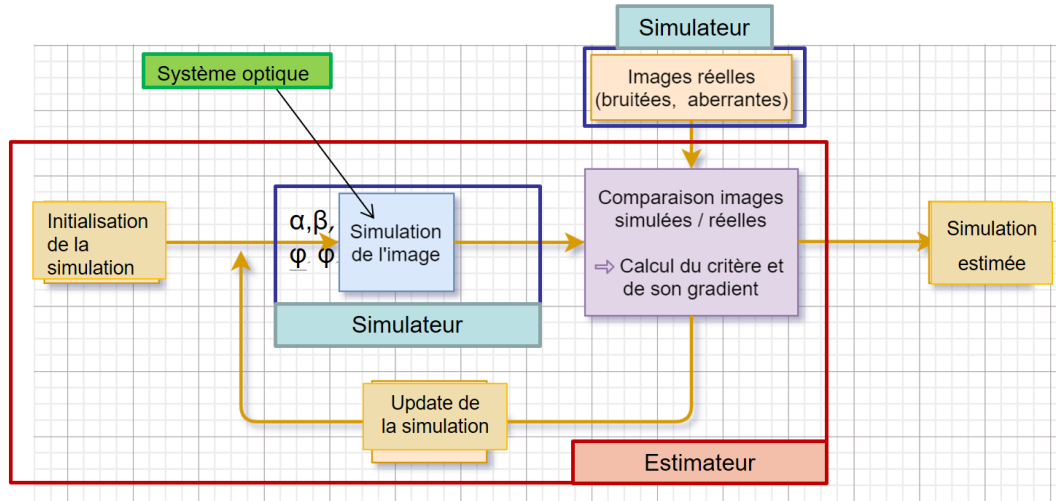 Simulateur
Système optique
Images réelles
(bruitées, aberrantes)
Initialisation
de la
simulation
α,β,
φ φ
Simulation
de l'image
Simulateur
Comparaison images
simulées / réelles
⇨ Calcul du critère et
de son gradient
Simulation
estimée
Update de
la simulation
Estimateur